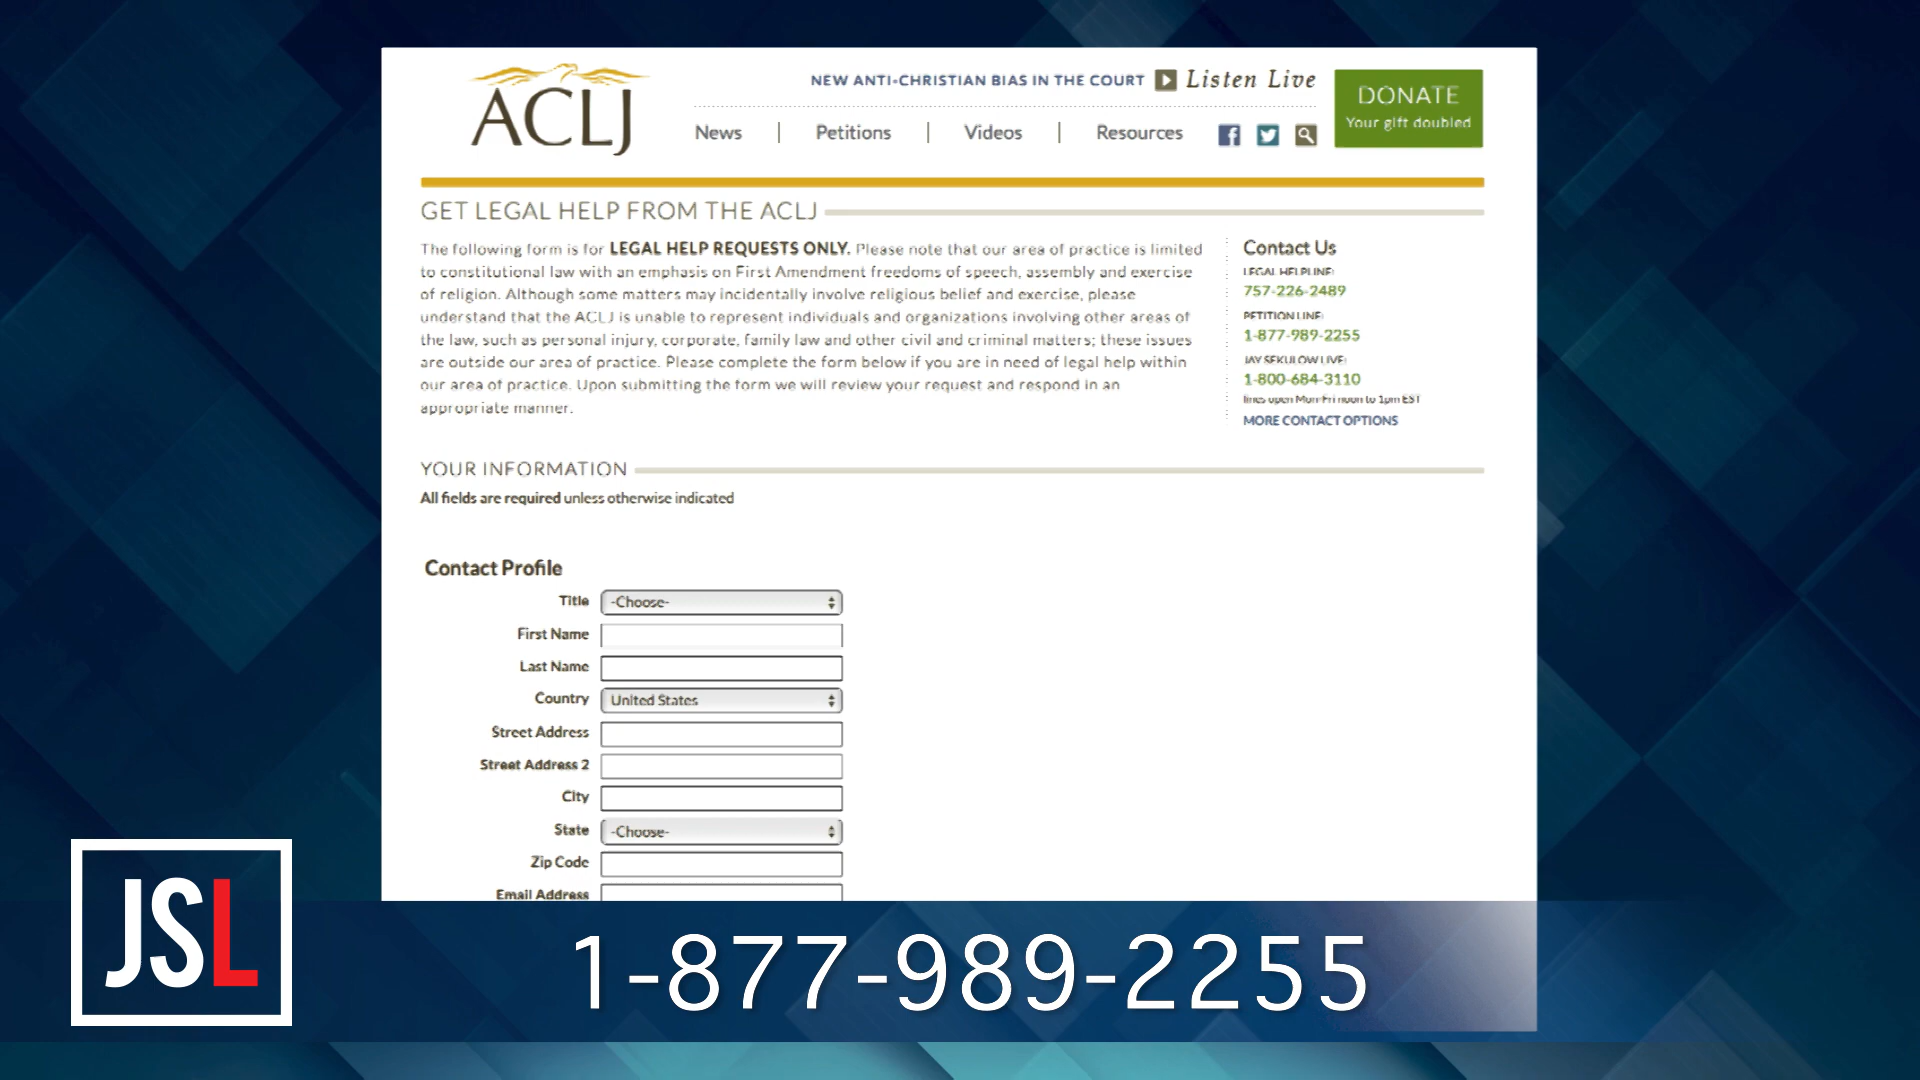 ACLJ
NEW ANTI-CHRISTIAN BIAS IN THE COURT
Listen Live
DONATE
Your gift doubled
News
Petitions
Videos
Resources
GET LEGAL HELP FROM THE ACLJ
The following form is for LEGAL HELP REQUESTS ONLY. Please note that our area of practice is limited
to constitutional law with an emphasis on First Amendment freedoms of speech, assembly and exercise
of religion. Although some matters may incidentally involve religious belief and exercise, please
understand that the ACLJ is unable to represent individuals and organizations involving other areas of
the law, such as personal injury, corporate, family law and other civil and criminal matters; these issues
are outside our area of practice. Please complete the form below if you are in need of legal help within
our area of practice. Upon submitting the form we will review your request and respond in an
appropriate manner.
Contact Us
LEGAL HELPLINE:
757-226-2489
PETITION LINE:
1-877-989-2255
JAY SEKULOW LIVE:
1-800-684-3110
lines open Mon-Fri noon to 1pm EST
MORE CONTACT OPTIONS
YOUR INFORMATION
All fields are required unless otherwise indicated
Contact Profile
Title -Choose-
First Name
Last Name
Country United States
Street Address
Street Address 2
City
State -Choose-
Zip Code
Email Address
JSL
1-877-989-2255